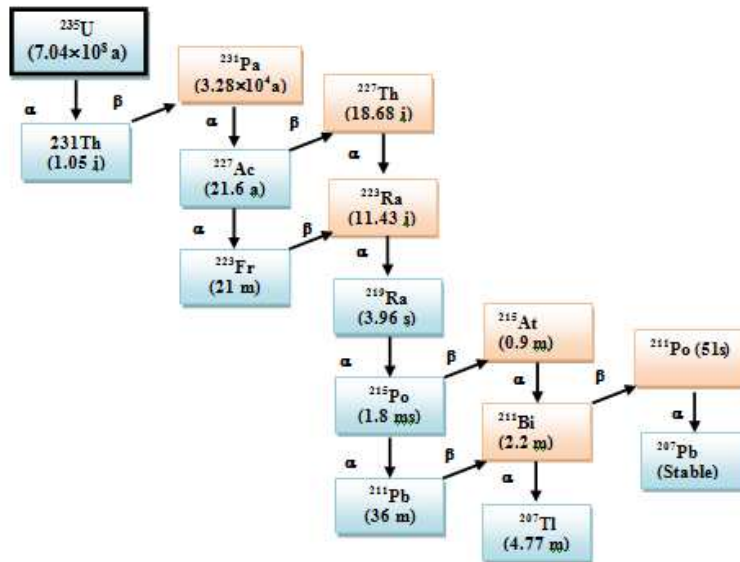 ²³⁵U
(7.04×10⁸ a)
α
β
²³¹Pa
(3.28×10⁴a)
231Th
(1.05 j)
α
β
²²⁷Th
(18.68 j)
²²⁷Ac
(21.6 a)
α
α
β
²²³Ra
(11.43 j)
²²³Fr
(21 m)
α
²¹⁹Ra
(3.96 s)
α
β
²¹⁵At
(0.9 m)
²¹⁵Po
(1.8 ms)
α
β
²¹¹Po (51s)
²¹¹Bi
(2.2 m)
α
β
α
²⁰⁷Pb
(Stable)
²¹¹Pb
(36 m)
α
²⁰⁷Tl
(4.77 m)